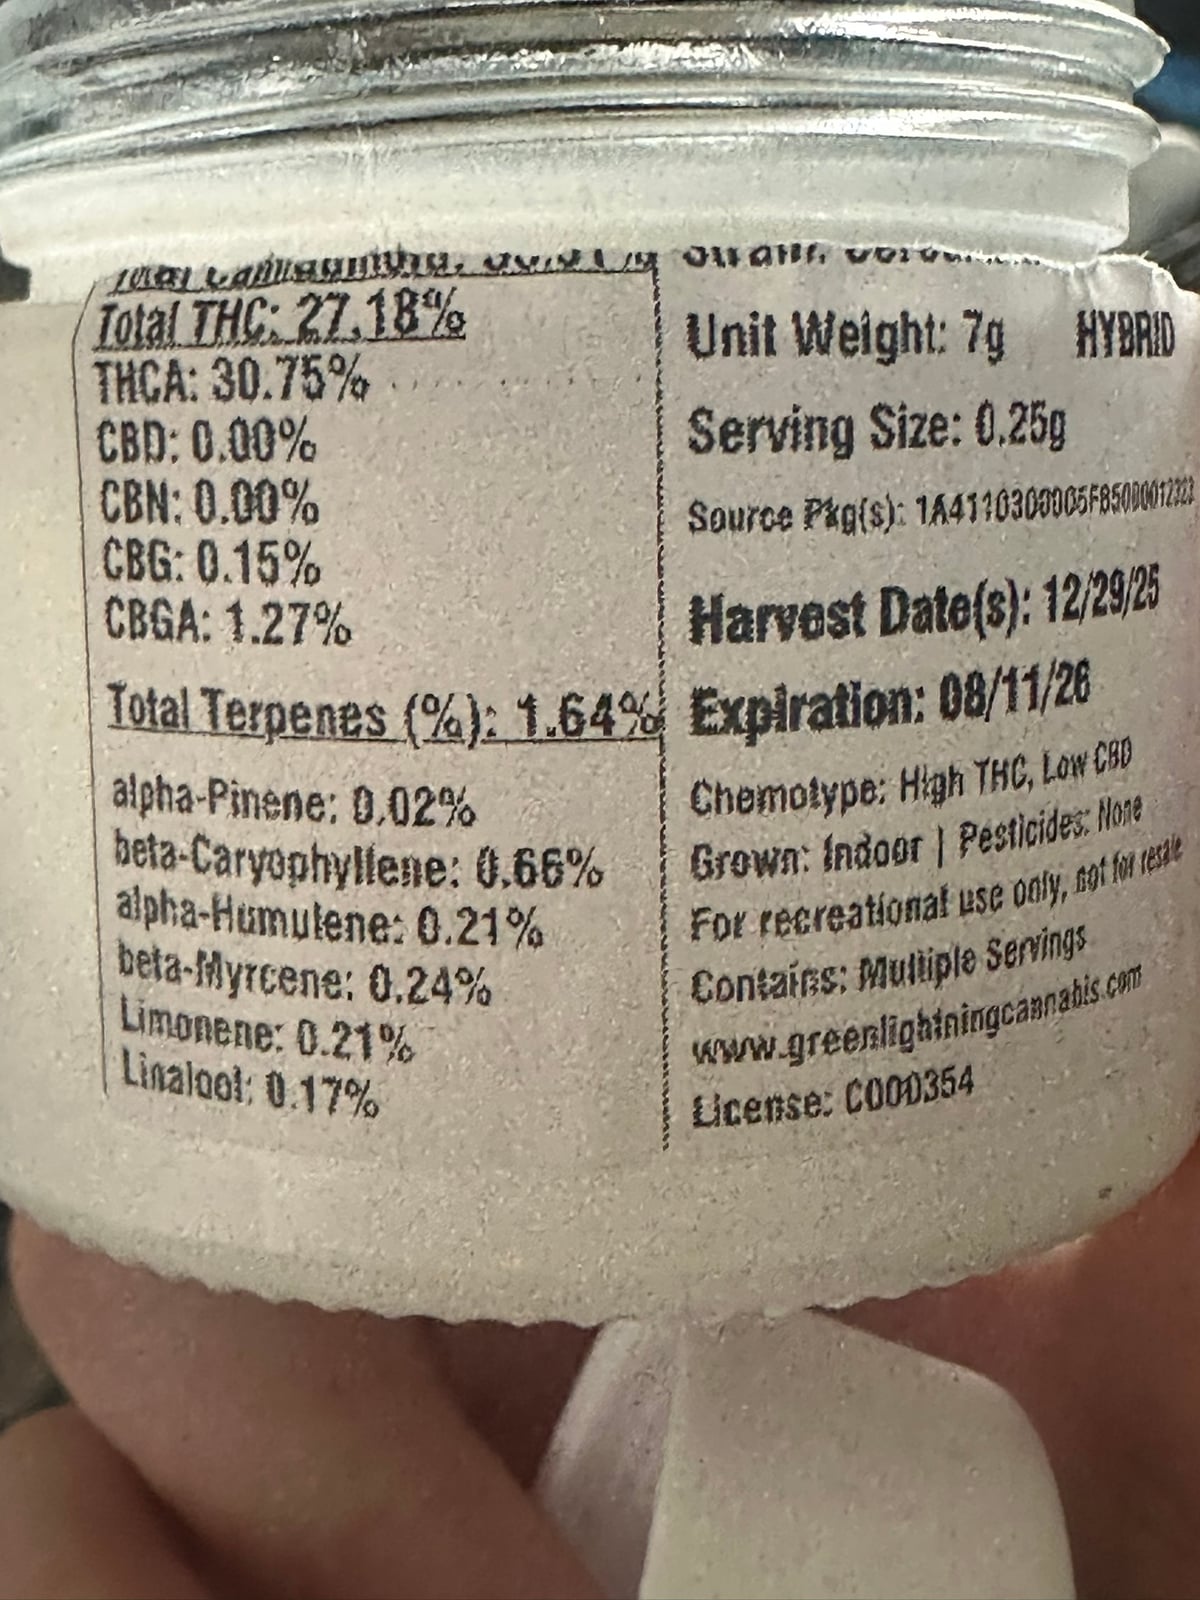 Total THC: 27.18%
THCA: 30.75%
CBD: 0.00%
CBN: 0.00%
CBG: 0.15%
CBGA: 1.27%
Total Terpenes (%): 1.64%
alpha-Pinene: 0.02%
beta-Caryophyllene: 0.66%
alpha-Humulene: 0.21%
beta-Myrcene: 0.24%
Limonene: 0.21%
Linalool: 0.17%
Strain:
Unit Weight: 7g HYBRID
Serving Size: 0.25g
Source Pkg(s):
Harvest Date(s): 12/29/25
Expiration: 08/11/26
Chemotype: High THC, Low CBD
Grown: Indoor | Pesticides: None
For recreational use only, not for resale
Contains: Multiple Servings
www.greenlightningcannabis.com
License: C000354